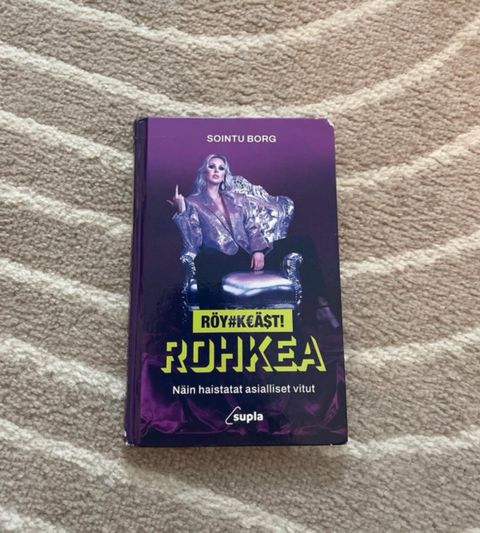 SOINTU BORG
RÖY#K€Ä$T!
ROHKEA
Näin haistatat asialliset vitut
supla